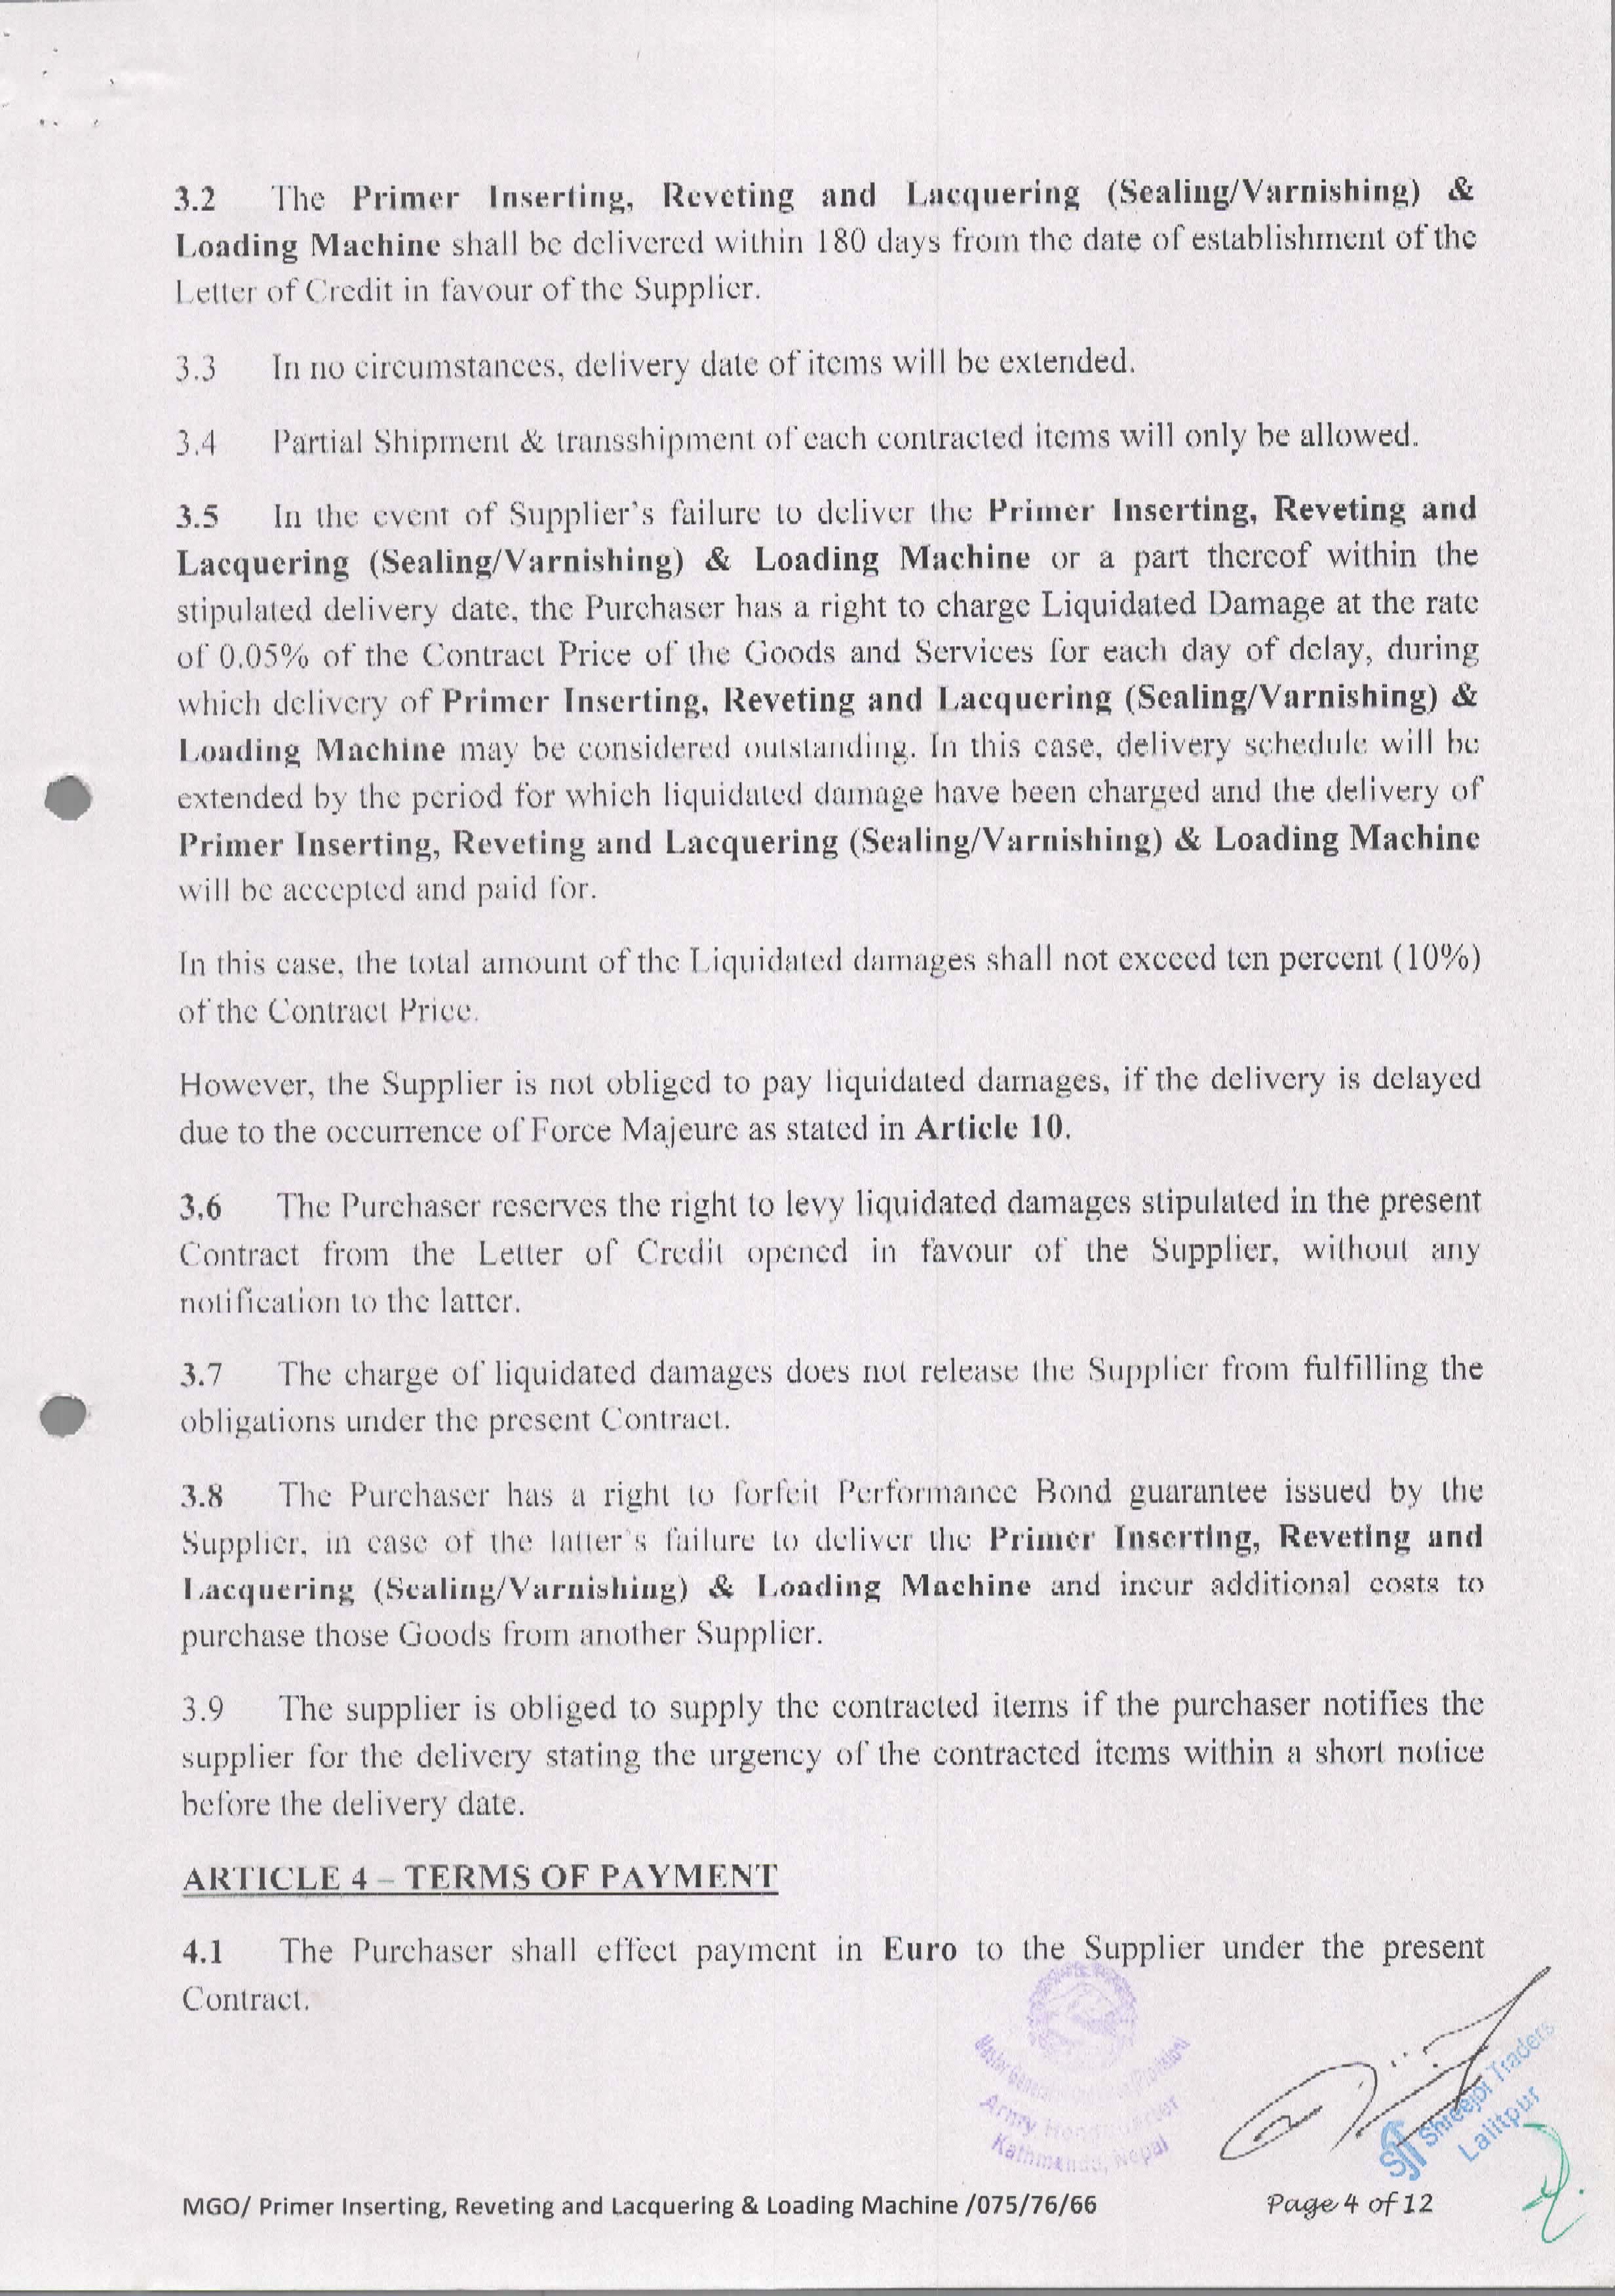 3.2 The Primer Inserting, Reveting and Lacquering (Sealing/Varnishing) &
Loading Machine shall be delivered within 180 days from the date of establishment of the
Letter of Credit in favour of the Supplier.
3.3 In no circumstances, delivery date of items will be extended.
3.4 Partial Shipment & transshipment of each contracted items will only be allowed.
3.5 In the event of Supplier's failure to deliver the Primer Inserting, Reveting and
Lacquering (Sealing/Varnishing) & Loading Machine or a part thereof within the
stipulated delivery date, the Purchaser has a right to charge Liquidated Damage at the rate
of 0.05% of the Contract Price of the Goods and Services for each day of delay, during
which delivery of Primer Inserting, Reveting and Lacquering (Sealing/Varnishing) &
Loading Machine may be considered outstanding. In this case, delivery schedule will be
extended by the period for which liquidated damage have been charged and the delivery of
Primer Inserting, Reveting and Lacquering (Sealing/Varnishing) & Loading Machine
will be accepted and paid for.
In this case, the total amount of the Liquidated damages shall not exceed ten percent (10%)
of the Contract Price.
However, the Supplier is not obliged to pay liquidated damages, if the delivery is delayed
due to the occurrence of Force Majeure as stated in Article 10.
3.6 The Purchaser reserves the right to levy liquidated damages stipulated in the present
Contract from the Letter of Credit opened in favour of the Supplier, without any
notification to the latter.
3.7 The charge of liquidated damages does not release the Supplier from fulfilling the
obligations under the present Contract.
3.8 The Purchaser has a right to forfeit Performance Bond guarantee issued by the
Supplier, in case of the latter's failure to deliver the Primer Inserting, Reveting and
Lacquering (Sealing/Varnishing) & Loading Machine and incur additional costs to
purchase those Goods from another Supplier.
3.9 The supplier is obliged to supply the contracted items if the purchaser notifies the
supplier for the delivery stating the urgency of the contracted items within a short notice
before the delivery date.
ARTICLE 4 – TERMS OF PAYMENT
4.1 The Purchaser shall effect payment in Euro to the Supplier under the present
Contract.
Army Headquarter
Kathmandu, Nepal
SJT Shreejoi Traders
Lalitpur
MGO/ Primer Inserting, Reveting and Lacquering & Loading Machine /075/76/66
Page 4 of 12